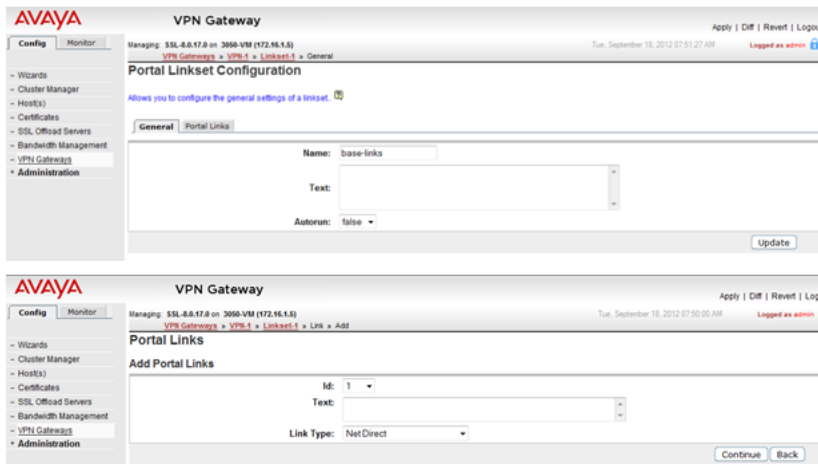 AVAYA
VPN Gateway
Apply | Diff | Revert | Logou
Config
Monitor
Managing: SSL-8.0.17.0 on 3050-VM (172.16.1.5)
Tue, September 18, 2012 07:51:27 AM
Logged as admin
VPN Gateways » VPN-1 » Linkset-1 » General
Portal Linkset Configuration
Allows you to configure the general settings of a linkset..
– Wizards
– Cluster Manager
– Host(s)
– Certificates
– SSL Offload Servers
– Bandwidth Management
– VPN Gateways
+ Administration
General
Portal Links
Name: base-links
Text:
Autorun: false
Update
AVAYA
VPN Gateway
Apply | Diff | Revert | Log
Config
Monitor
Managing: SSL-8.0.17.0 on 3050-VM (172.16.1.5)
Tue, September 18, 2012 07:50:00 AM
Logged as admin
VPN Gateways » VPN-1 » Linkset-1 » Link » Add
Portal Links
Add Portal Links
– Wizards
– Cluster Manager
– Host(s)
– Certificates
– SSL Offload Servers
– Bandwidth Management
– VPN Gateways
+ Administration
Id: 1
Text:
Link Type: Net Direct
Continue
Back